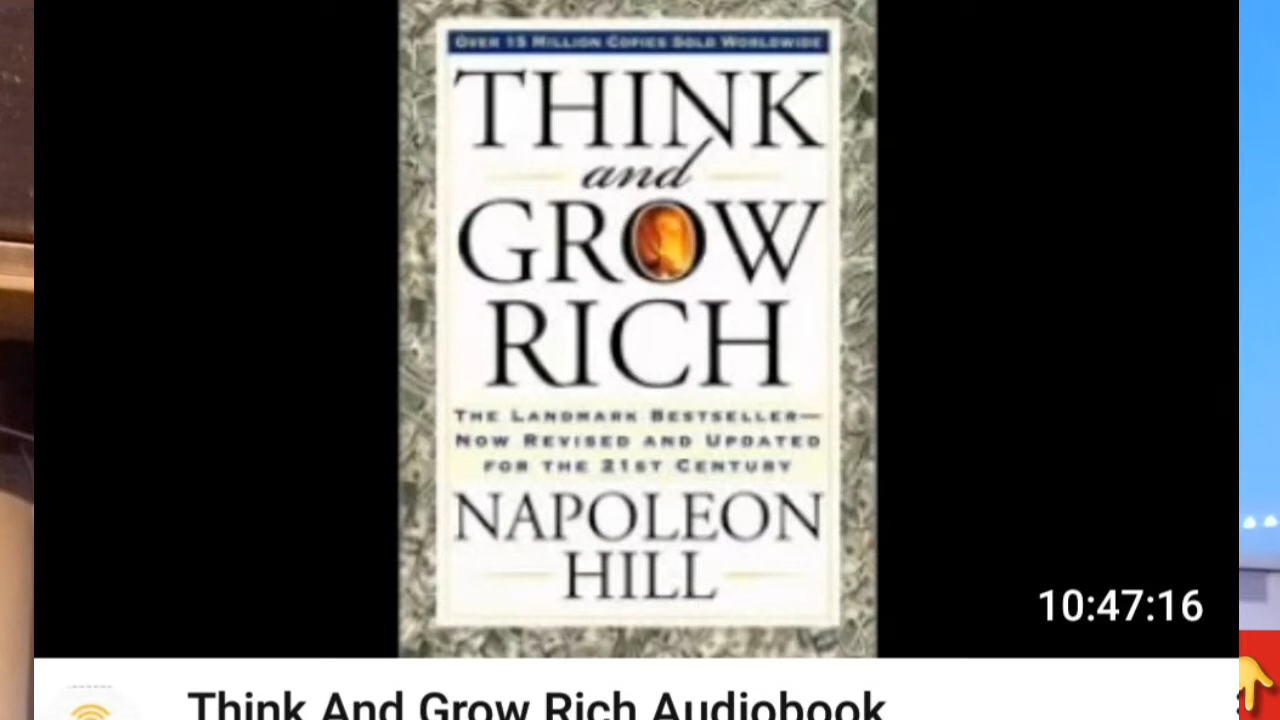 OVER 15 MILLION COPIES SOLD WORLDWIDE
THINK
and
GROW
RICH
THE LANDMARK BESTSELLER—
NOW REVISED AND UPDATED
FOR THE 21ST CENTURY
NAPOLEON
HILL
10:47:16
Think And Grow Rich Audiobook